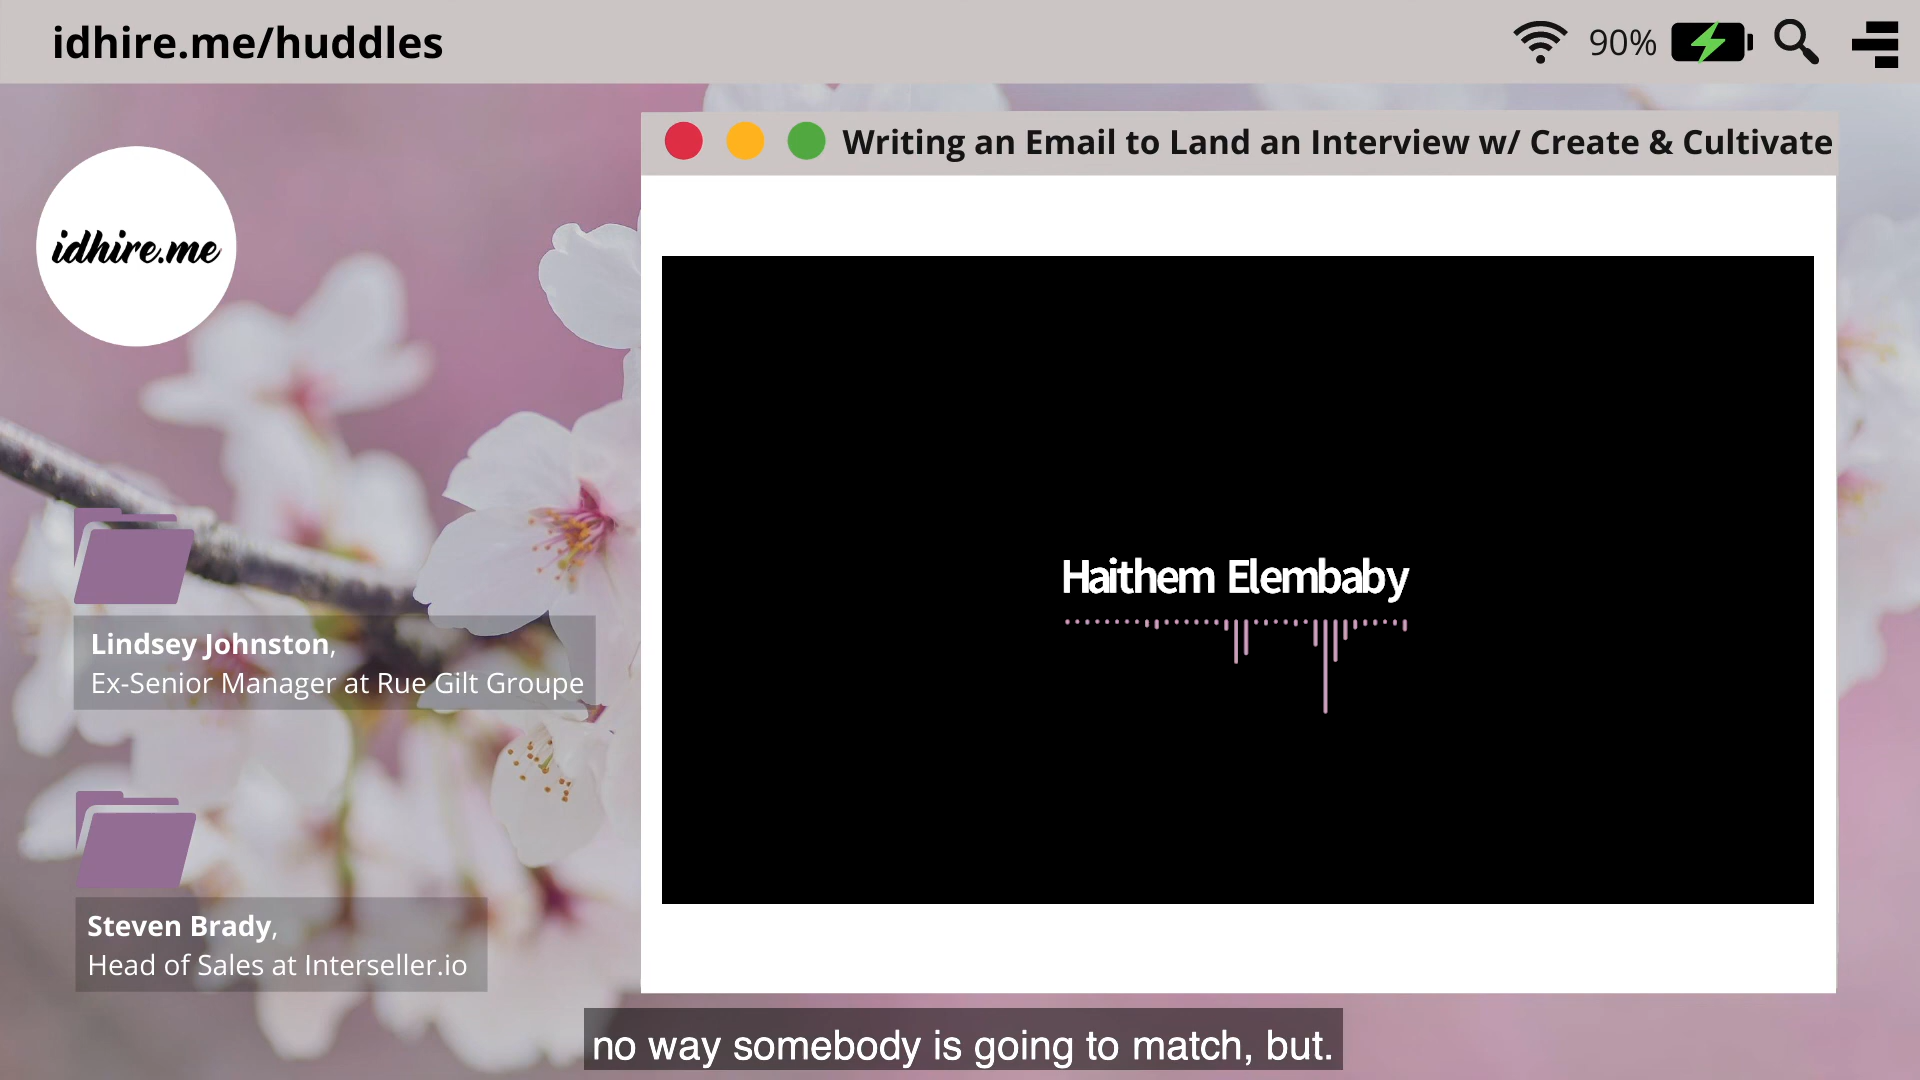 idhire.me/huddles
90%
Writing an Email to Land an Interview w/ Create & Cultivate
idhire.me
Haithem Elembaby
Lindsey Johnston,
Ex-Senior Manager at Rue Gilt Groupe
Steven Brady,
Head of Sales at Interseller.io
no way somebody is going to match, but.